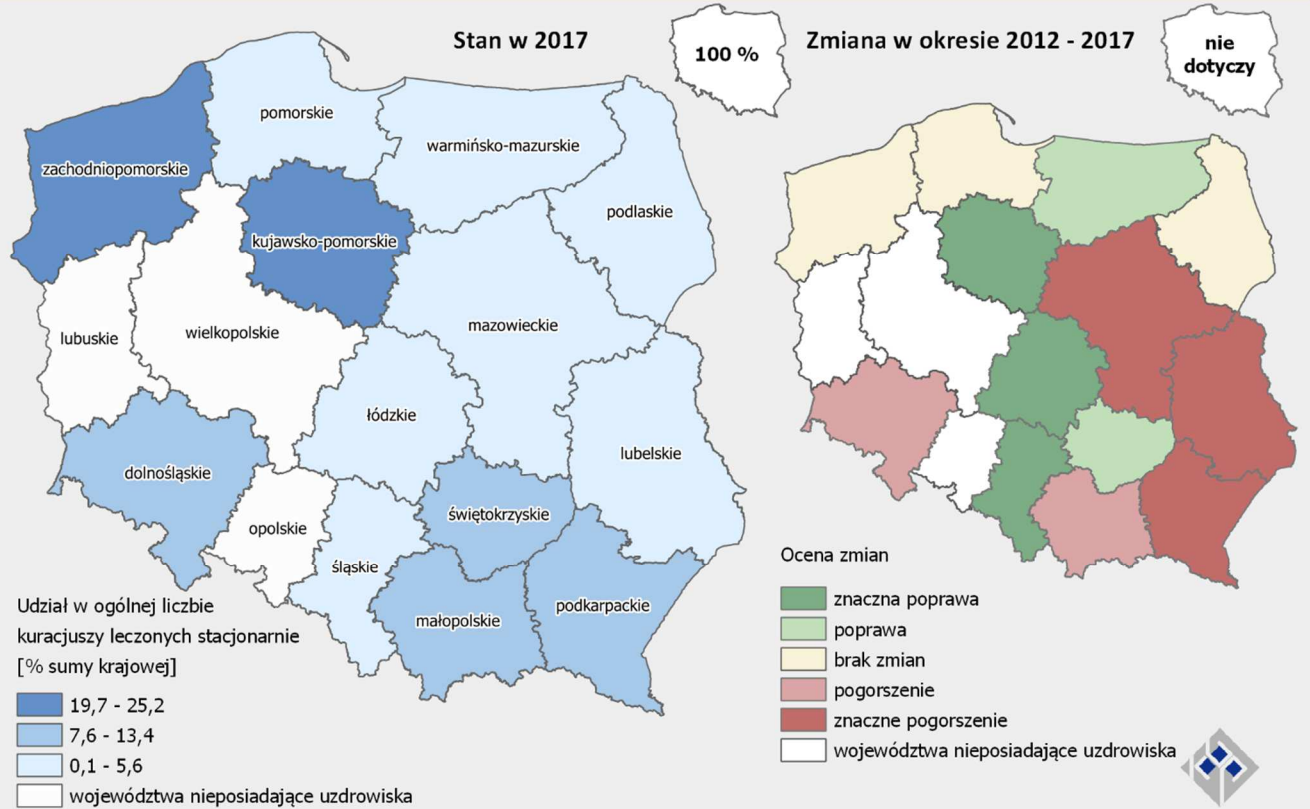 Stan w 2017
100 %
Zmiana w okresie 2012 - 2017
nie
dotyczy
pomorskie
warmińsko-mazurskie
zachodniopomorskie
podlaskie
kujawsko-pomorskie
mazowieckie
wielkopolskie
lubuskie
łódzkie
lubelskie
dolnośląskie
świętokrzyskie
opolskie
śląskie
podkarpackie
małopolskie
Udział w ogólnej liczbie
kuracjuszy leczonych stacjonarnie
[% sumy krajowej]
19,7 - 25,2
7,6 - 13,4
0,1 - 5,6
województwa nieposiadające uzdrowiska
Ocena zmian
znaczna poprawa
poprawa
brak zmian
pogorszenie
znaczne pogorszenie
województwa nieposiadające uzdrowiska